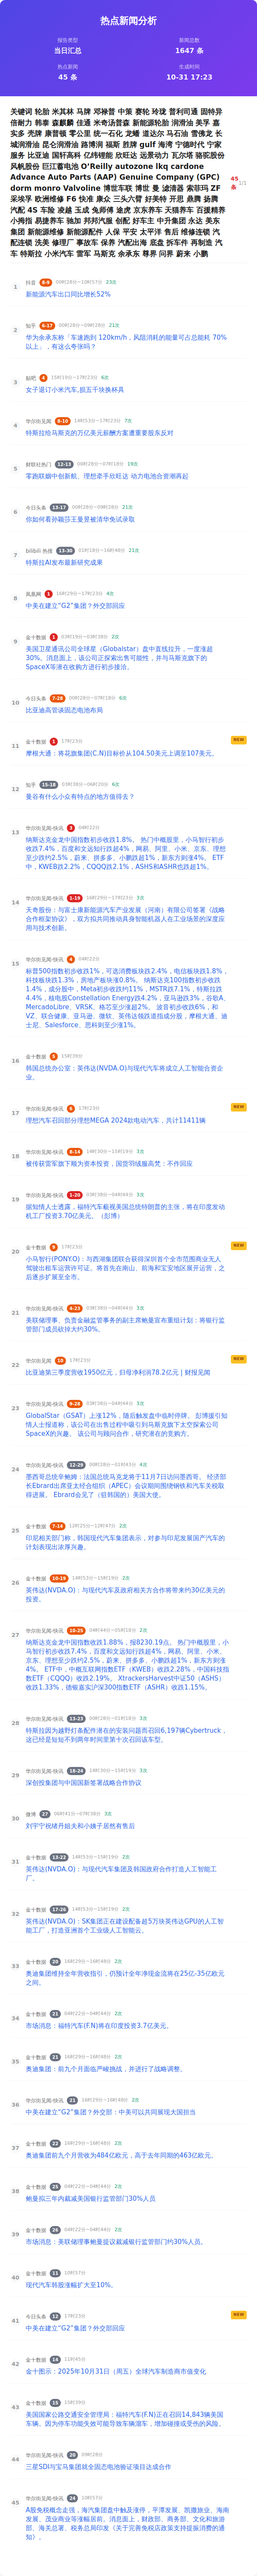 热点新闻分析
报告类型
当日汇总
新闻总数
1647 条
热点新闻
45 条
生成时间
10-31 17:23
关键词 轮胎 米其林 马牌 邓禄普 中策 赛轮 玲珑 普利司通 固特异
倍耐力 韩泰 森麒麟 佳通 米奇汤普森 新能源轮胎 润滑油 美孚 嘉
实多 壳牌 康普顿 零公里 统一石化 龙蟠 道达尔 马石油 雪佛龙 长
城润滑油 昆仑润滑油 路博润 福斯 胜牌 gulf 海湾 宁德时代 宁家
服务 比亚迪 国轩高科 亿纬锂能 欣旺达 远景动力 瓦尔塔 骆驼股份
风帆股份 巨江蓄电池 O’Reilly autozone lkq cardone
Advance Auto Parts (AAP) Genuine Parts Company (GPC)
dorm monro Valvoline 博世车联 博世 曼 滤清器 索菲玛 ZF
采埃孚 欧洲维修 F6 快准 康众 三头六臂 好美特 开思 鼎鼎 扬腾
汽配 4S 车险 凌越 玉成 兔师傅 途虎 京东养车 天猫养车 百援精养
小拇指 易捷养车 驰加 邦邦汽服 创配 好车主 中升集团 永达 美东
集团 新能源维修 新能源配件 人保 平安 太平洋 售后 维修连锁 汽
配连锁 洗美 修理厂 事故车 保养 汽配出海 底盘 拆车件 再制造 汽
车 特斯拉 小米汽车 雷军 马斯克 余承东 尊界 问界 蔚来 小鹏
45 条
1/1
1
抖音 8-9 00时28分~10时57分 23次
新能源汽车出口同比增长52%
2
知乎 6-17 00时28分~09时28分 21次
华为余承东称「车速跑到 120km/h，风阻消耗的能量可占总能耗 70%
以上」，有这么夸张吗？
3
贴吧 4 15时19分~17时23分 6次
女子退订小米汽车,损五千块换杯具
4
华尔街见闻 8-10 14时53分~17时23分 7次
特斯拉给马斯克的万亿美元薪酬方案遭重要股东反对
5
财联社热门 12-13 00时28分~07时18分 19次
零跑联姻中创新航、理想牵手欣旺达 动力电池合资潮再起
6
今日头条 13-17 00时28分~09时28分 21次
你如何看孙颖莎王曼昱被清华免试录取
7
bilibili 热搜 13-30 01时18分~16时48分 21次
特斯拉AI发布最新研究成果
8
凤凰网 1 16时29分~17时23分 4次
中美在建立“G2”集团？外交部回应
9
金十数据 1 03时19分~03时38分 2次
美国卫星通讯公司全球星（Globalstar）盘中直线拉升，一度涨超
30%。消息面上，该公司正探索出售可能性，并与马斯克旗下的
SpaceX等潜在收购方进行初步接洽。
10
今日头条 7-28 00时28分~07时18分 6次
比亚迪高管谈固态电池布局
11
金十数据 1 17时23分
NEW
摩根大通：将花旗集团(C.N)目标价从104.50美元上调至107美元。
12
知乎 15-18 03时38分~06时20分 6次
曼谷有什么小众有特点的地方值得去？
13
华尔街见闻-快讯 3 04时22分
纳斯达克金龙中国指数初步收跌1.8%。 热门中概股里，小马智行初步
收跌7.4%，百度和文远知行跌超4%，网易、阿里、小米、京东、理想
至少跌约2.5%，蔚来、拼多多、小鹏跌超1%，新东方则涨4%。 ETF
中，KWEB跌2.2%，CQQQ跌2.1%，ASHS和ASHR也跌超1%。
14
华尔街见闻-快讯 1-19 16时29分~17时23分 3次
天奇股份：与富士康新能源汽车产业发展（河南）有限公司签署《战略
合作框架协议》，双方拟共同推动具身智能机器人在工业场景的深度应
用与技术创新。
15
华尔街见闻-快讯 4 04时22分
标普500指数初步收跌1%，可选消费板块跌2.4%，电信板块跌1.8%，
科技板块跌1.3%，房地产板块涨0.8%。 纳斯达克100指数初步收跌
1.4%，成分股中，Meta初步收跌约11%，MSTR跌7.1%，特斯拉跌
4.4%，核电股Constellation Energy跌4.2%，亚马逊跌3%，谷歌A、
MercadoLibre、VRSK、格芯至少涨超2%。 波音初步收跌6%，和
VZ、联合健康、亚马逊、微软、英伟达领跌道指成分股，摩根大通、迪
士尼、Salesforce、思科则至少涨1%。
16
金十数据 5 15时39分
韩国总统办公室：英伟达(NVDA.O)与现代汽车将成立人工智能合资企
业。
17
华尔街见闻-快讯 6 17时23分
NEW
理想汽车召回部分理想MEGA 2024款电动汽车，共计11411辆
18
华尔街见闻-快讯 8-14 14时30分~15时19分 3次
被传获雷军旗下顺为资本投资，国货羽绒服高梵：不作回应
19
华尔街见闻-快讯 1-20 03时38分~04时44分 3次
据知情人士透露，福特汽车藐视美国总统特朗普的主张，将在印度发动
机工厂投资3.70亿美元。（彭博）
20
金十数据 9 17时23分
NEW
小马智行(PONY.O)：与西湖集团联合获得深圳首个全市范围商业无人
驾驶出租车运营许可证。将首先在南山、前海和宝安地区展开运营，之
后逐步扩展至全市。
21
华尔街见闻-快讯 4-23 03时38分~04时44分 3次
美联储理事、负责金融监管事务的副主席鲍曼宣布重组计划：将银行监
管部门成员砍掉大约30%。
22
华尔街见闻 10 17时23分
NEW
比亚迪第三季度营收1950亿元，归母净利润78.2亿元 | 财报见闻
23
华尔街见闻-快讯 9-28 03时38分~04时44分 3次
GlobalStar（GSAT）上涨12%，随后触发盘中临时停牌。 彭博援引知
情人士报道称，该公司在出售过程中吸引到马斯克旗下太空探索公司
SpaceX的兴趣。 该公司与顾问合作，研究潜在的竞购方。
24
华尔街见闻-快讯 12-29 00时28分~01时43分 4次
墨西哥总统辛鲍姆：法国总统马克龙将于11月7日访问墨西哥。 经济部
长Ebrard出席亚太经合组织（APEC）会议期间围绕钢铁和汽车关税取
得进展。 Ebrard会见了（驻韩国的）美国大使。
25
金十数据 7-14 12时25分~12时47分 2次
印尼相关部门称，韩国现代汽车集团表示，对参与印尼发展国产汽车的
计划表现出浓厚兴趣。
26
金十数据 10-19 14时53分~15时19分 2次
英伟达(NVDA.O)：与现代汽车及政府相关方合作将带来约30亿美元的
投资。
27
华尔街见闻-快讯 10-25 04时44分~05时18分 2次
纳斯达克金龙中国指数收跌1.88%，报8230.19点。 热门中概股里，小
马智行初步收跌7.4%，百度和文远知行跌超4%，网易、阿里、小米、
京东、理想至少跌约2.5%，蔚来、拼多多、小鹏跌超1%，新东方则涨
4%。 ETF中，中概互联网指数ETF（KWEB）收跌2.28%，中国科技指
数ETF（CQQQ）收跌2.19%。 XtrackersHarvest中证50（ASHS）
收跌1.33%，德银嘉实沪深300指数ETF（ASHR）收跌1.15%。
28
华尔街见闻-快讯 13-23 00时28分~01时18分 3次
特斯拉因为越野灯条配件潜在的安装问题而召回6,197辆Cybertruck，
这已经是短短不到两年时间里第十次召回该车型。
29
华尔街见闻-快讯 18-24 14时30分~15时19分 3次
深创投集团与中国国新签署战略合作协议
30
微博 27 06时41分~07时38分 3次
刘宇宁祝绪丹姐夫和小姨子居然有售后
31
金十数据 13-22 14时53分~15时19分 2次
英伟达(NVDA.O)：与现代汽车集团及韩国政府合作打造人工智能工
厂。
32
金十数据 17-26 14时53分~15时19分 2次
英伟达(NVDA.O)：SK集团正在建设配备超5万块英伟达GPU的人工智
能工厂，打造亚洲首个工业级人工智能云。
33
金十数据 20 16时29分~16时48分 2次
奥迪集团维持全年营收指引，仍预计全年净现金流将在25亿-35亿欧元
之间。
34
金十数据 21 04时22分~04时44分 2次
市场消息：福特汽车(F.N)将在印度投资3.7亿美元。
35
金十数据 21 16时29分~16时48分 2次
奥迪集团：前九个月面临严峻挑战，并进行了战略调整。
36
华尔街见闻-快讯 21 16时29分~16时48分 2次
中美在建立“G2”集团？外交部：中美可以共同展现大国担当
37
金十数据 22 16时29分~16时48分 2次
奥迪集团前九个月营收为484亿欧元，高于去年同期的463亿欧元。
38
金十数据 25 04时22分~04时44分 2次
鲍曼拟三年内裁减美国银行监管部门30%人员
39
金十数据 26 04时22分~04时44分 2次
市场消息：美联储理事鲍曼提议裁减银行监管部门约30%人员。
40
金十数据 11 10时57分
现代汽车韩股涨幅扩大至10%。
41
今日头条 12 17时23分
NEW
中美在建立“G2”集团？外交部回应
42
金十数据 14 11时45分
金十图示：2025年10月31日（周五）全球汽车制造商市值变化
43
金十数据 15 15时39分
美国国家公路交通安全管理局：福特汽车(F.N)正在召回14,843辆美国
车辆。因为停车功能失效可能导致车辆溜车，增加碰撞或受伤的风险。
44
华尔街见闻-快讯 20 09时28分
三星SDI与宝马集团就全固态电池验证项目达成合作
45
华尔街见闻-快讯 24 10时57分
A股免税概念走强，海汽集团盘中触及涨停，平潭发展、凯撒旅业、海南
发展、茂业商业等涨幅居前。消息面上，财政部、商务部、文化和旅游
部、海关总署、税务总局印发《关于完善免税店政策支持提振消费的通
知》。